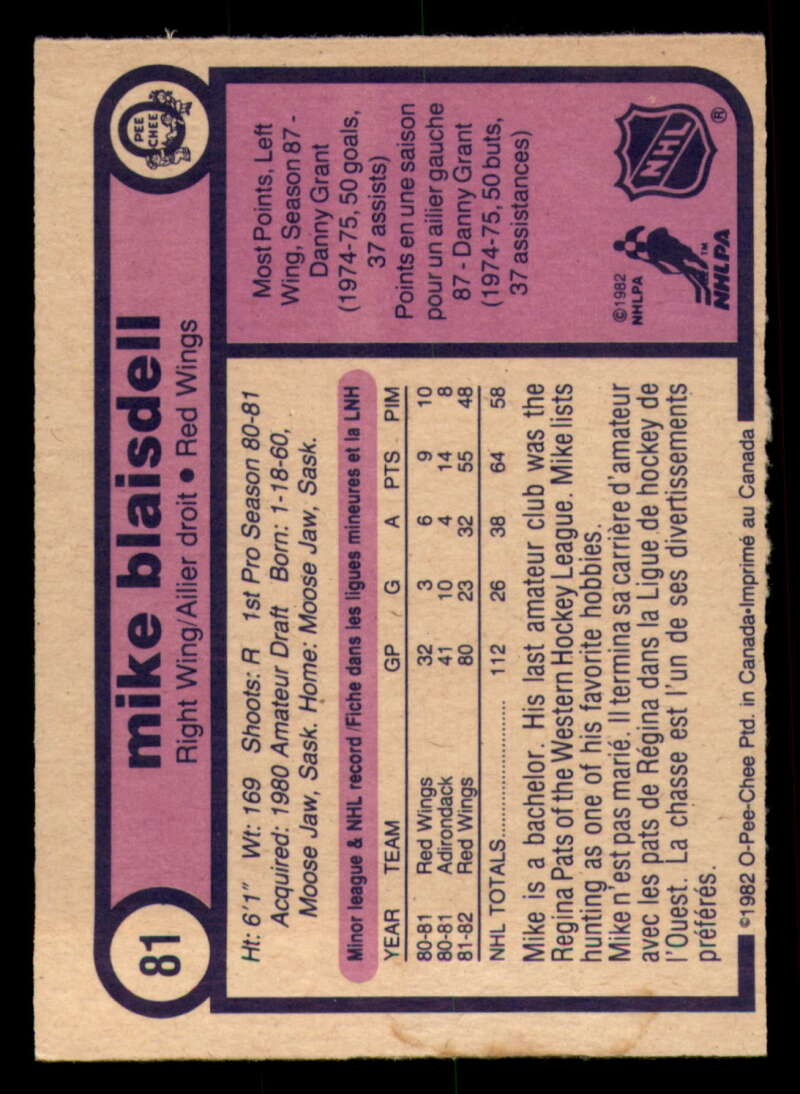 81
mike blaisdell
Right Wing/Ailier droit • Red Wings
O
PEE
CHEE
Ht: 6'1" Wt: 169 Shoots: R 1st Pro Season 80-81
Acquired: 1980 Amateur Draft Born: 1-18-60,
Moose Jaw, Sask. Home: Moose Jaw, Sask.
Minor league & NHL record/Fiche dans les ligues mineures et la LNH
YEAR TEAM GP G A PTS PIM
80-81 Red Wings 32 3 6 9 10
80-81 Adirondack 41 10 4 14 8
81-82 Red Wings 80 23 32 55 48
NHL TOTALS.................... 112 26 38 64 58
Mike is a bachelor. His last amateur club was the
Regina Pats of the Western Hockey League. Mike lists
hunting as one of his favorite hobbies.
Mike n'est pas marié. Il termina sa carrière d'amateur
avec les pats de Régina dans la Ligue de hockey de
l'Ouest. La chasse est l'un de ses divertissements
préférés.
Most Points, Left
Wing, Season 87 -
Danny Grant
(1974-75, 50 goals,
37 assists)
Points en une saison
pour un ailier gauche
87 - Danny Grant
(1974-75, 50 buts,
37 assistances)
©1982
NHLPA
NHLPA
TM
NHL
®
©1982 O-Pee-Chee Ptd. in Canada•Imprimé au Canada